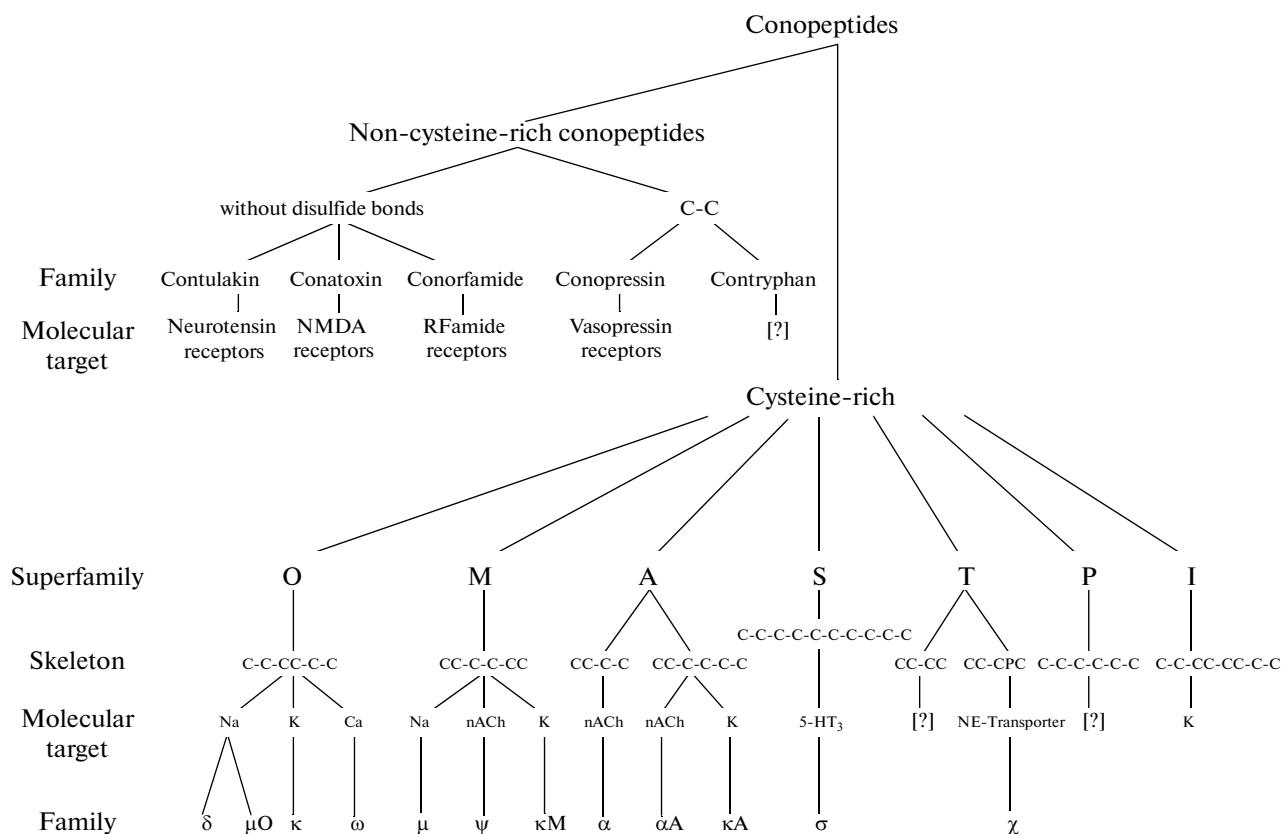 Conopeptides
Non-cysteine-rich conopeptides
without disulfide bonds C-C
Family Contulakin Conatoxin Conorfamide Conopressin Contryphan
Molecular target Neurotensin receptors NMDA receptors RFamide receptors Vasopressin receptors [?]
Cysteine-rich
Superfamily O M A S T P I
C-C-C-C-C-C-C-C-C-C
Skeleton C-C-CC-C-C CC-C-C-CC CC-C-C CC-C-C-C-C CC-CC CC-CPC C-C-C-C-C-C C-C-CC-CC-C-C
Molecular target Na K Ca Na nACh K nACh nACh K 5-HT₃ [?] NE-Transporter [?] K
Family δ μO κ ω μ ψ κM α αA κA σ χ